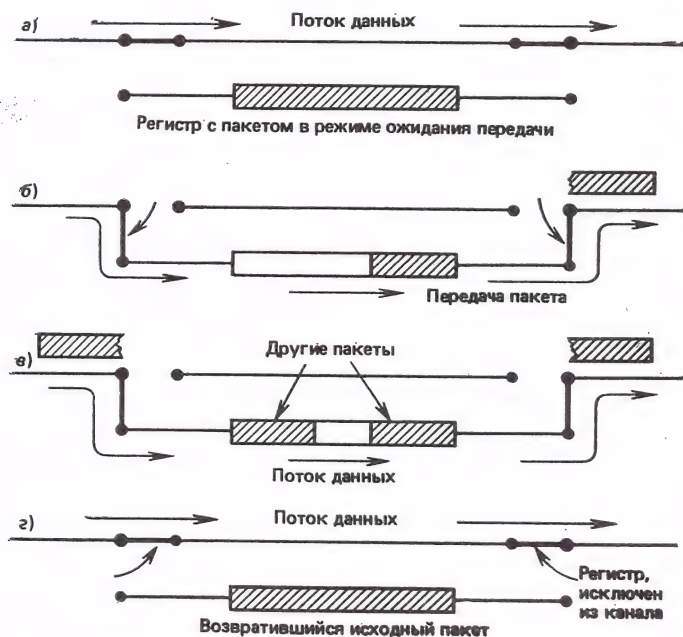 а)
Поток данных
Регистр с пакетом в режиме ожидания передачи
б)
Передача пакета
в)
Другие пакеты
Поток данных
г)
Поток данных
Регистр,
исключен
из канала
Возвратившийся исходный пакет